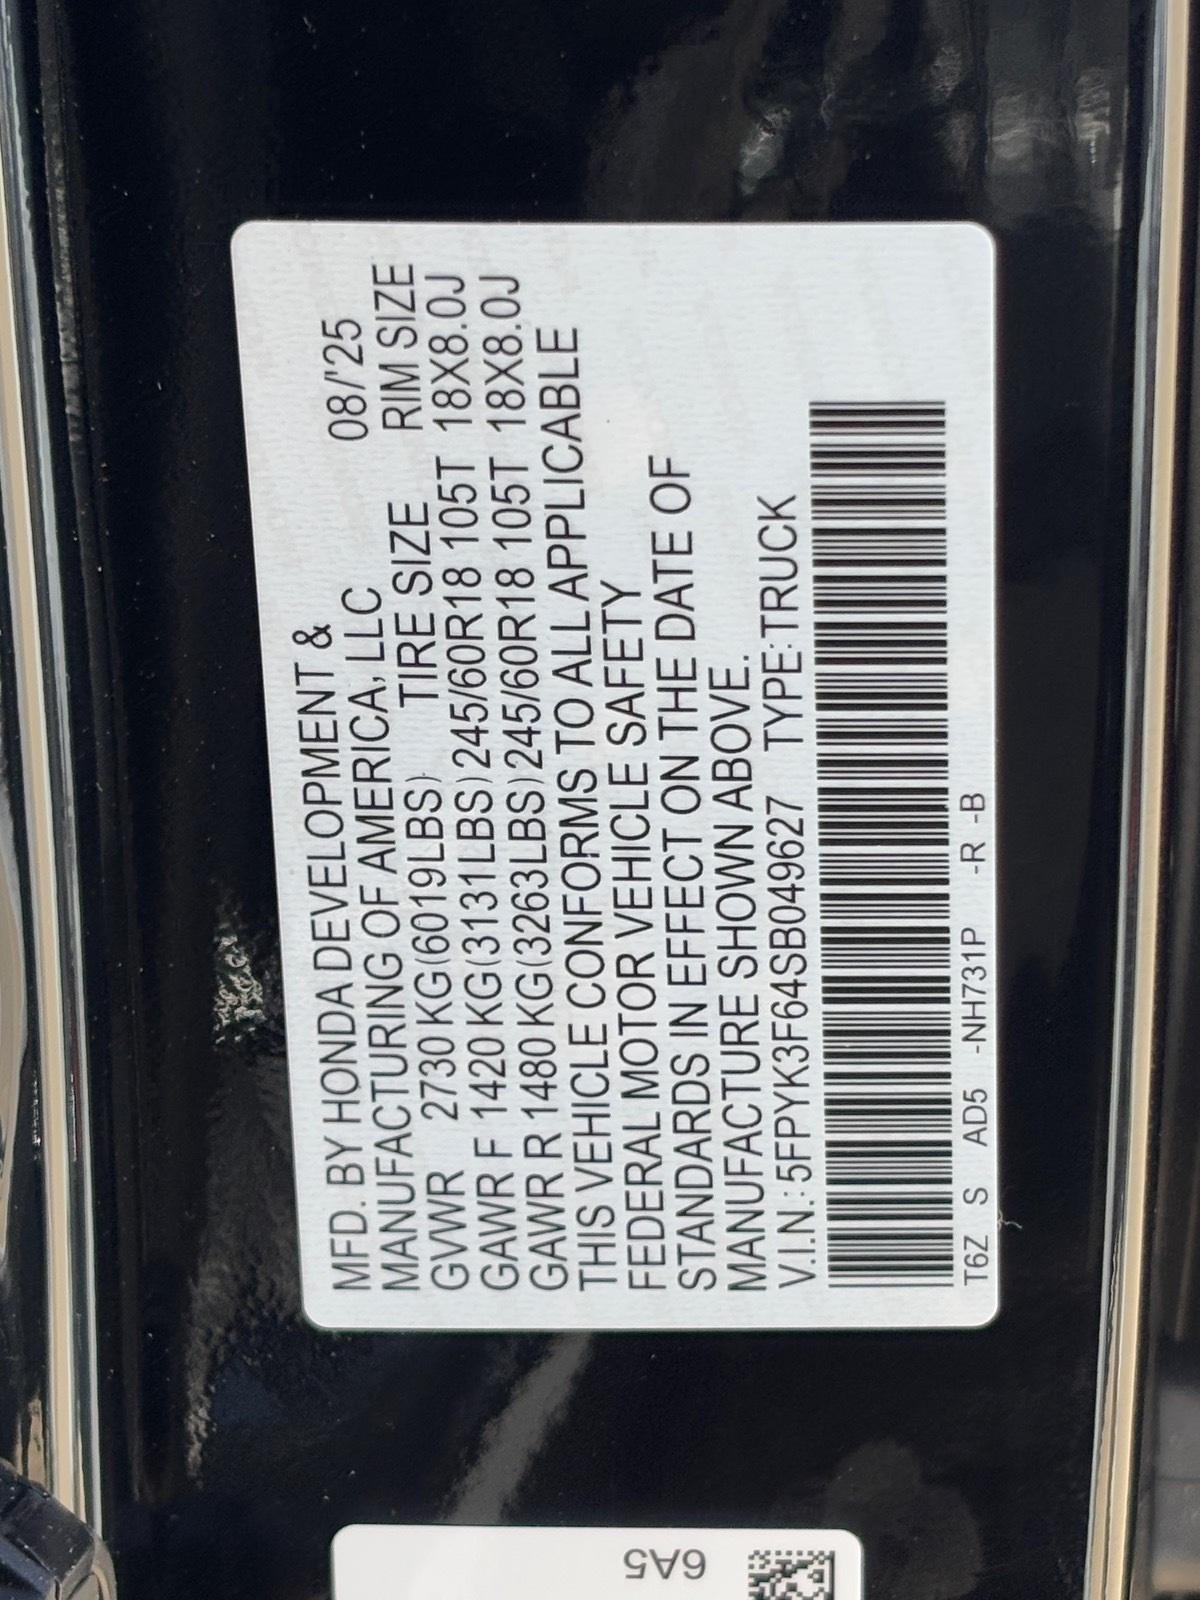 MFD. BY HONDA DEVELOPMENT &
MANUFACTURING OF AMERICA, LLC 08/'25
GVWR 2730 KG (6019LBS) TIRE SIZE RIM SIZE
GAWR F 1420 KG (3131LBS) 245/60R18 105T 18X8.0J
GAWR R 1480 KG (3263LBS) 245/60R18 105T 18X8.0J
THIS VEHICLE CONFORMS TO ALL APPLICABLE
FEDERAL MOTOR VEHICLE SAFETY
STANDARDS IN EFFECT ON THE DATE OF
MANUFACTURE SHOWN ABOVE.
V.I.N.: 5FPYK3F64SB049627 TYPE: TRUCK
T6Z S AD5 -NH731P -R -B
6A5